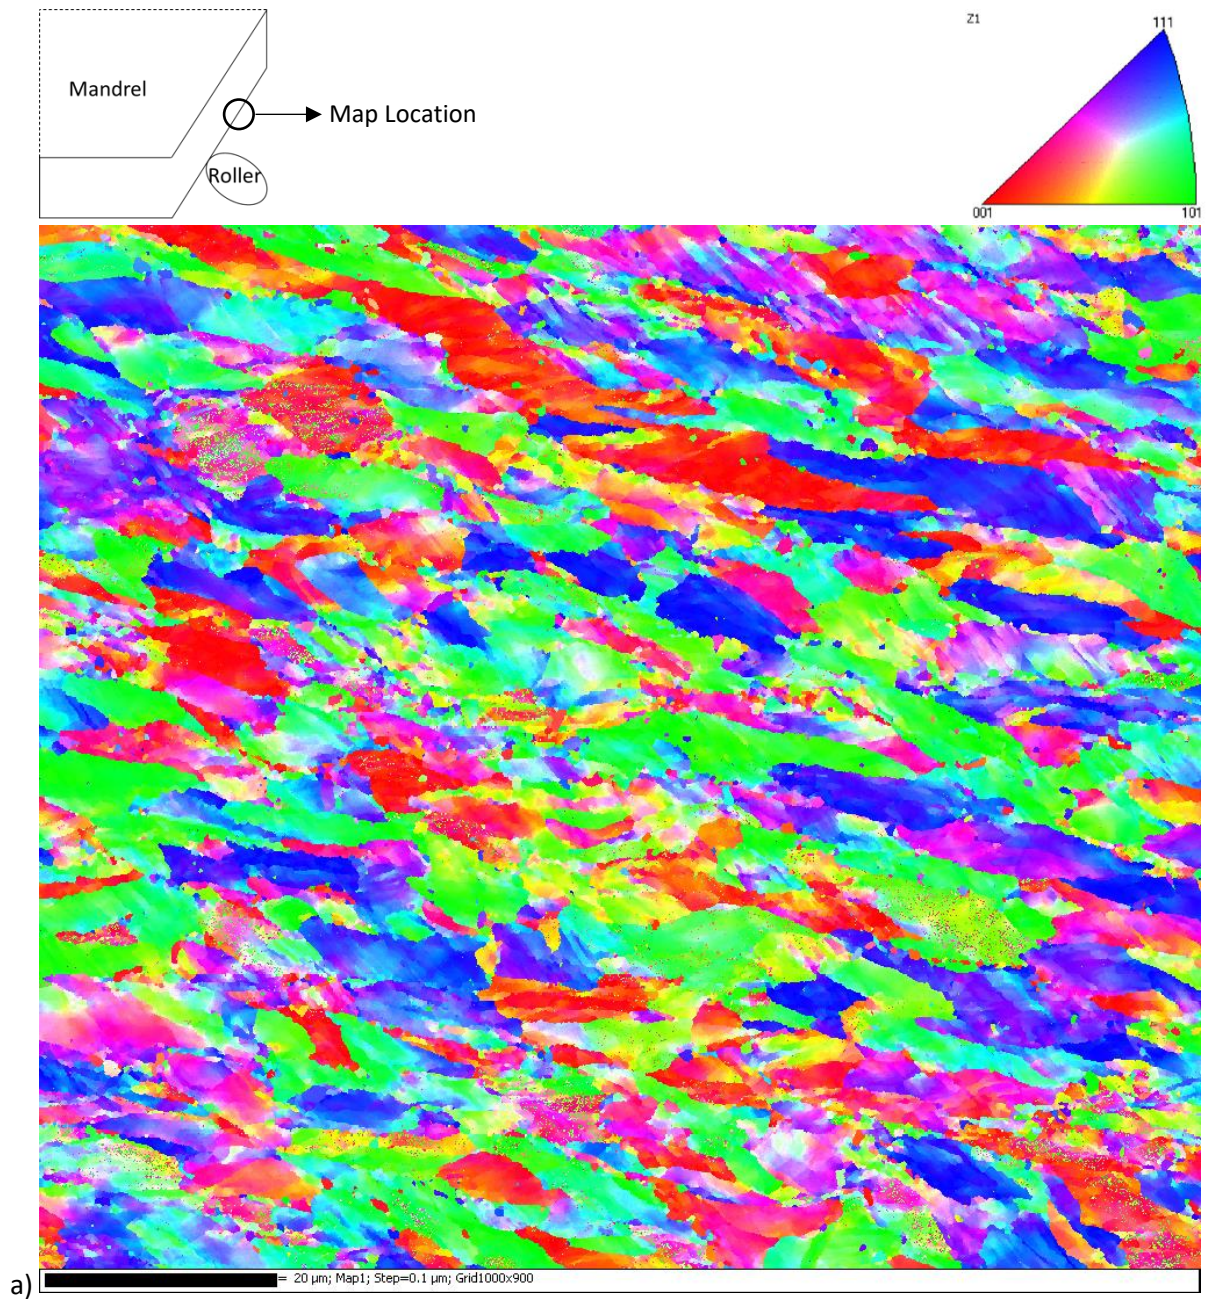 Mandrel
Map Location
Roller
Z1
111
001
101
a)
= 20 µm; Map1; Step=0.1 µm; Grid1000x900